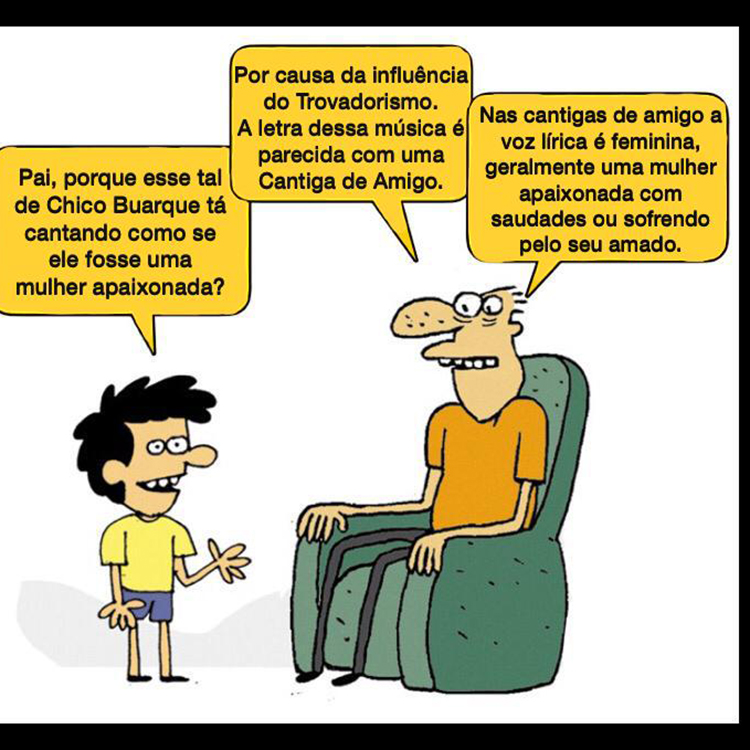 Pai, porque esse tal
de Chico Buarque tá
cantando como se
ele fosse uma
mulher apaixonada?
Por causa da influência
do Trovadorismo.
A letra dessa música é
parecida com uma
Cantiga de Amigo.
Nas cantigas de amigo a
voz lírica é feminina,
geralmente uma mulher
apaixonada com
saudades ou sofrendo
pelo seu amado.